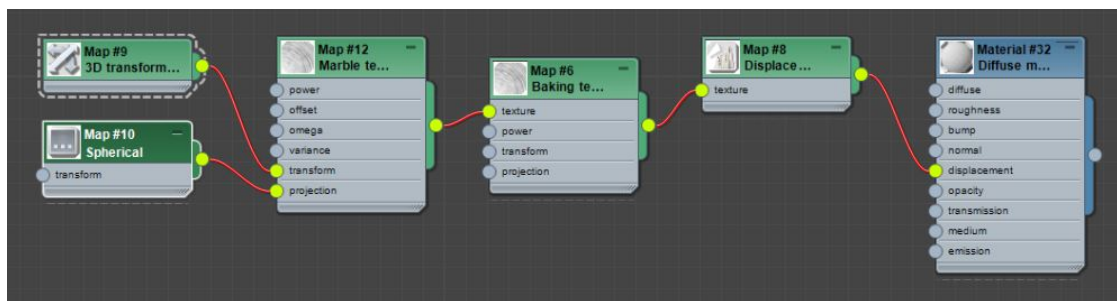 Map #9
3D transform...
Map #10
Spherical
transform
Map #12
Marble te...
power
offset
omega
variance
transform
projection
Map #6
Baking te...
texture
power
transform
projection
Map #8
Displace ...
texture
Material #32
Diffuse m...
diffuse
roughness
bump
normal
displacement
opacity
transmission
medium
emission